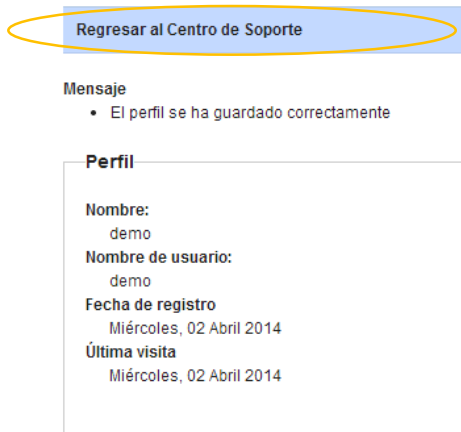 Regresar al Centro de Soporte
Mensaje
• El perfil se ha guardado correctamente
Perfil
Nombre:
demo
Nombre de usuario:
demo
Fecha de registro
Miércoles, 02 Abril 2014
Última visita
Miércoles, 02 Abril 2014